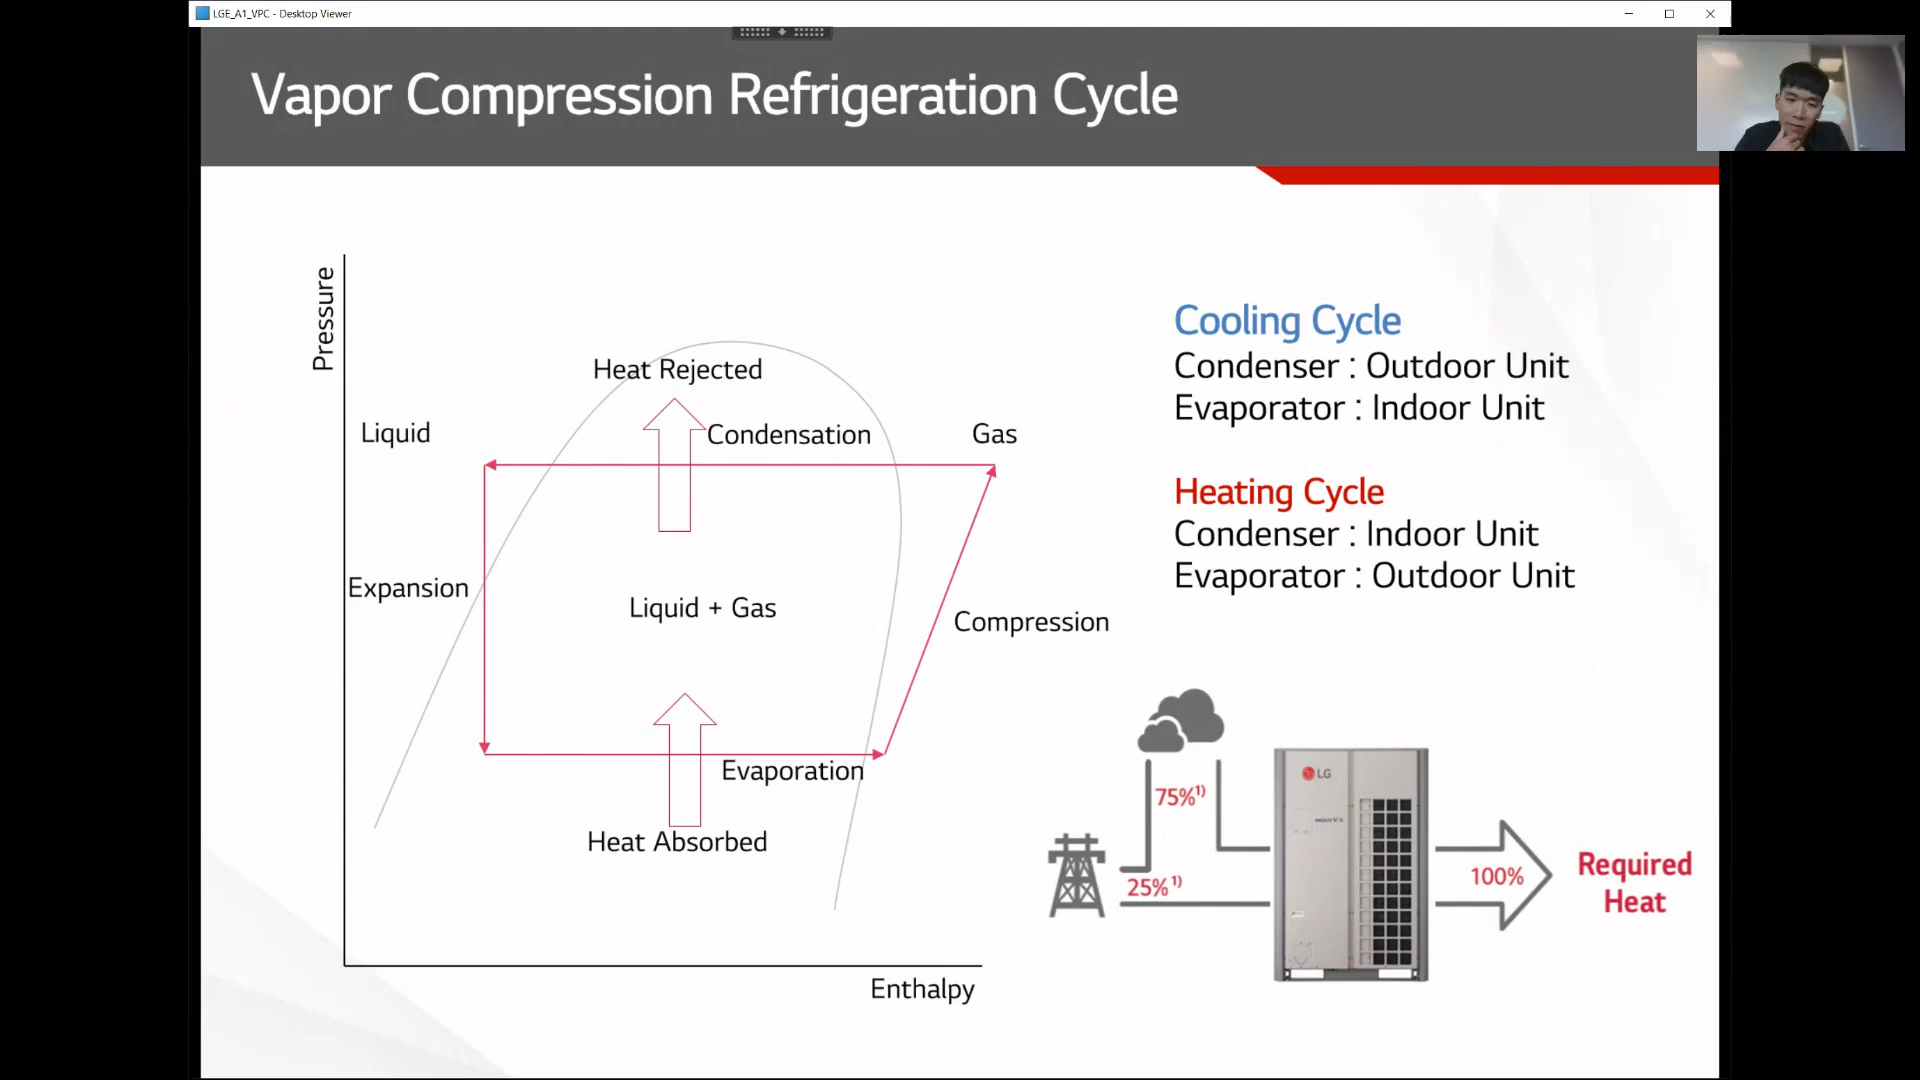 LGE_A1_VPC - Desktop Viewer
Vapor Compression Refrigeration Cycle
Pressure
Heat Rejected
Liquid
Condensation
Gas
Expansion
Liquid + Gas
Compression
Evaporation
Heat Absorbed
Enthalpy
Cooling Cycle
Condenser : Outdoor Unit
Evaporator : Indoor Unit
Heating Cycle
Condenser : Indoor Unit
Evaporator : Outdoor Unit
75%¹⁾
25%¹⁾
LG
100%
Required
Heat